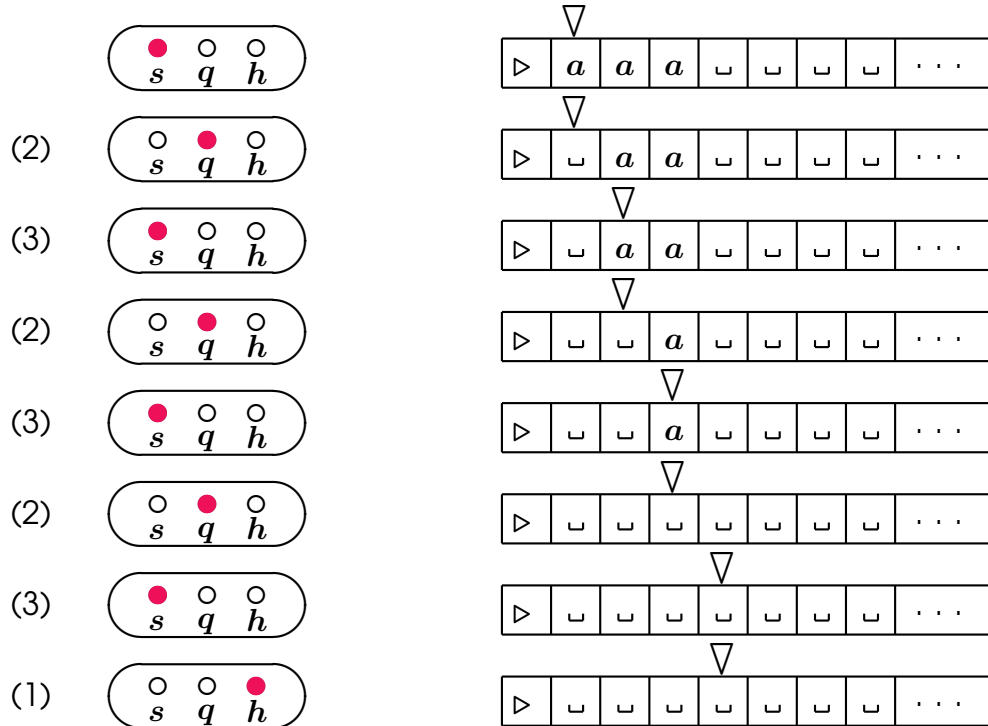 s q h ▷ a a a ␣ ␣ ␣ ␣ · · ·
(2) s q h ▷ ␣ a a ␣ ␣ ␣ ␣ · · ·
(3) s q h ▷ ␣ a a ␣ ␣ ␣ ␣ · · ·
(2) s q h ▷ ␣ ␣ a ␣ ␣ ␣ ␣ · · ·
(3) s q h ▷ ␣ ␣ a ␣ ␣ ␣ ␣ · · ·
(2) s q h ▷ ␣ ␣ ␣ ␣ ␣ ␣ ␣ · · ·
(3) s q h ▷ ␣ ␣ ␣ ␣ ␣ ␣ ␣ · · ·
(1) s q h ▷ ␣ ␣ ␣ ␣ ␣ ␣ ␣ · · ·